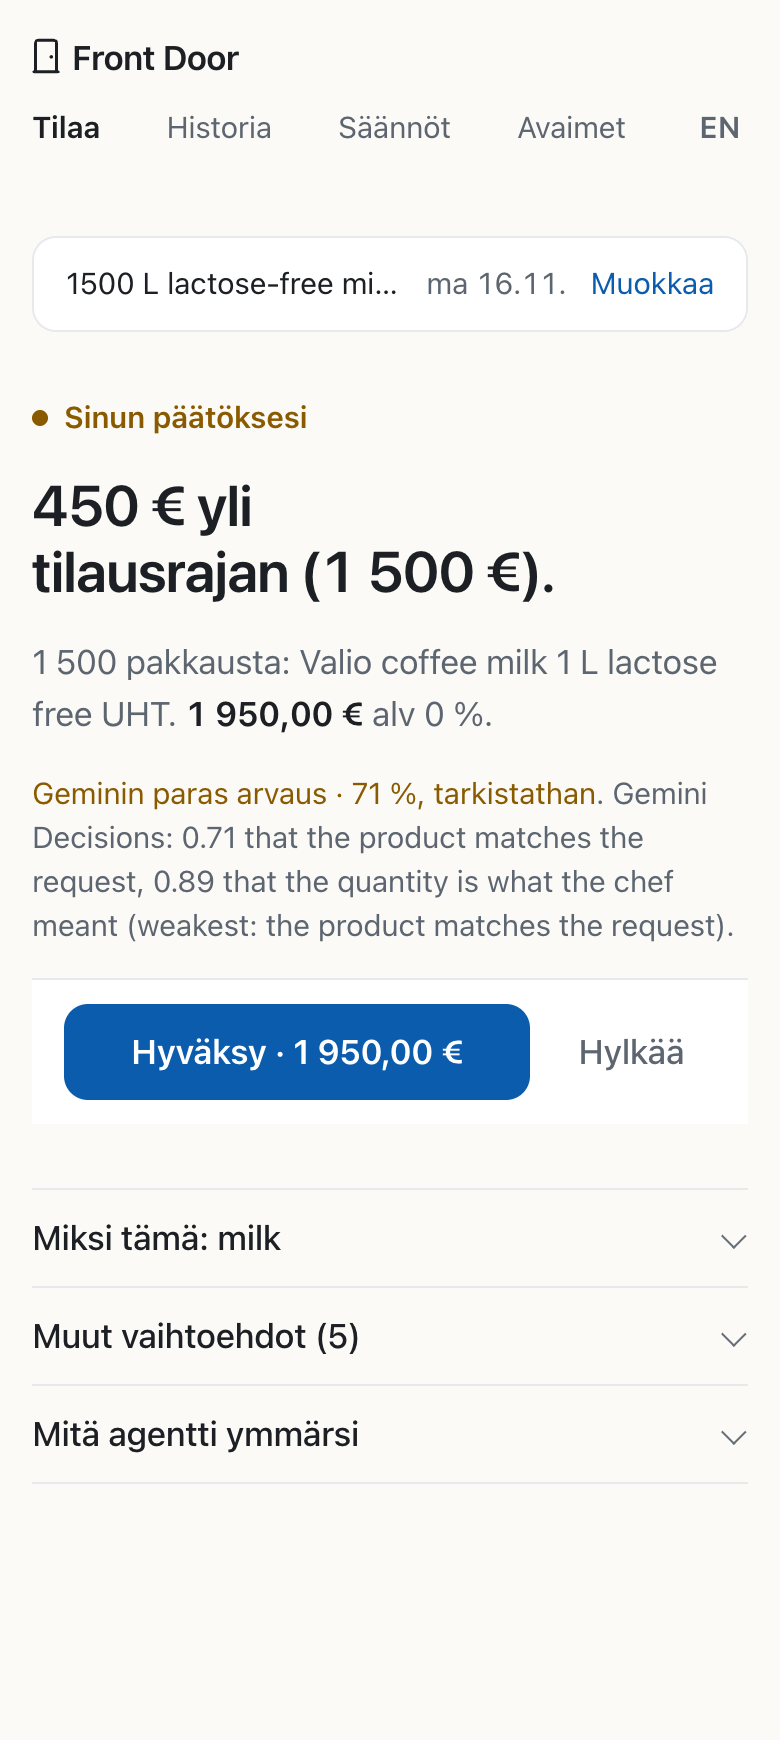 Front Door
Tilaa Historia Säännöt Avaimet EN
1500 L lactose-free mi... ma 16.11. Muokkaa
Sinun päätöksesi
450 € yli
tilausrajan (1 500 €).
1 500 pakkausta: Valio coffee milk 1 L lactose
free UHT. 1 950,00 € alv 0 %.
Geminin paras arvaus · 71 %, tarkistathan. Gemini
Decisions: 0.71 that the product matches the
request, 0.89 that the quantity is what the chef
meant (weakest: the product matches the request).
Hyväksy · 1 950,00 € Hylkää
Miksi tämä: milk
Muut vaihtoehdot (5)
Mitä agentti ymmärsi